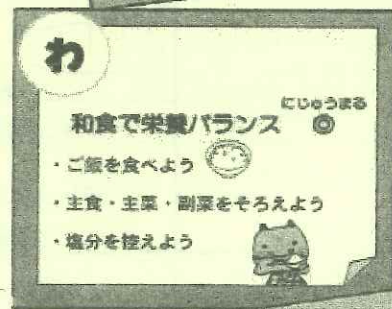 わ
にじゅうまる
和食で栄養バランス ◎
・ご飯を食べよう
・主食・主菜・副菜をそろえよう
・塩分を控えよう